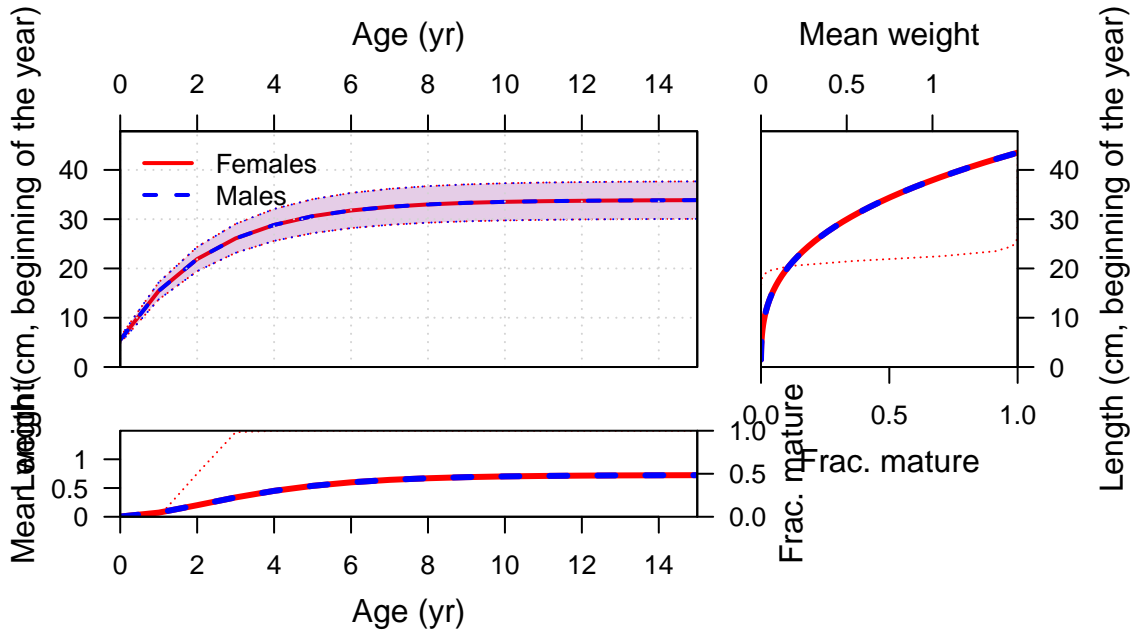 Age (yr)
Mean weight
0 2 4 6 8 10 12 14
0 0.5 1
Length (cm, beginning of the year)
40
30
20
10
0
Females
Males
40
30
20
10
0
Length (cm, beginning of the year)
0.0 0.5 1.0
Frac. mature
Mean weight
1
0.5
0
1.0
0.5
0.0
Frac. mature
0 2 4 6 8 10 12 14
Age (yr)